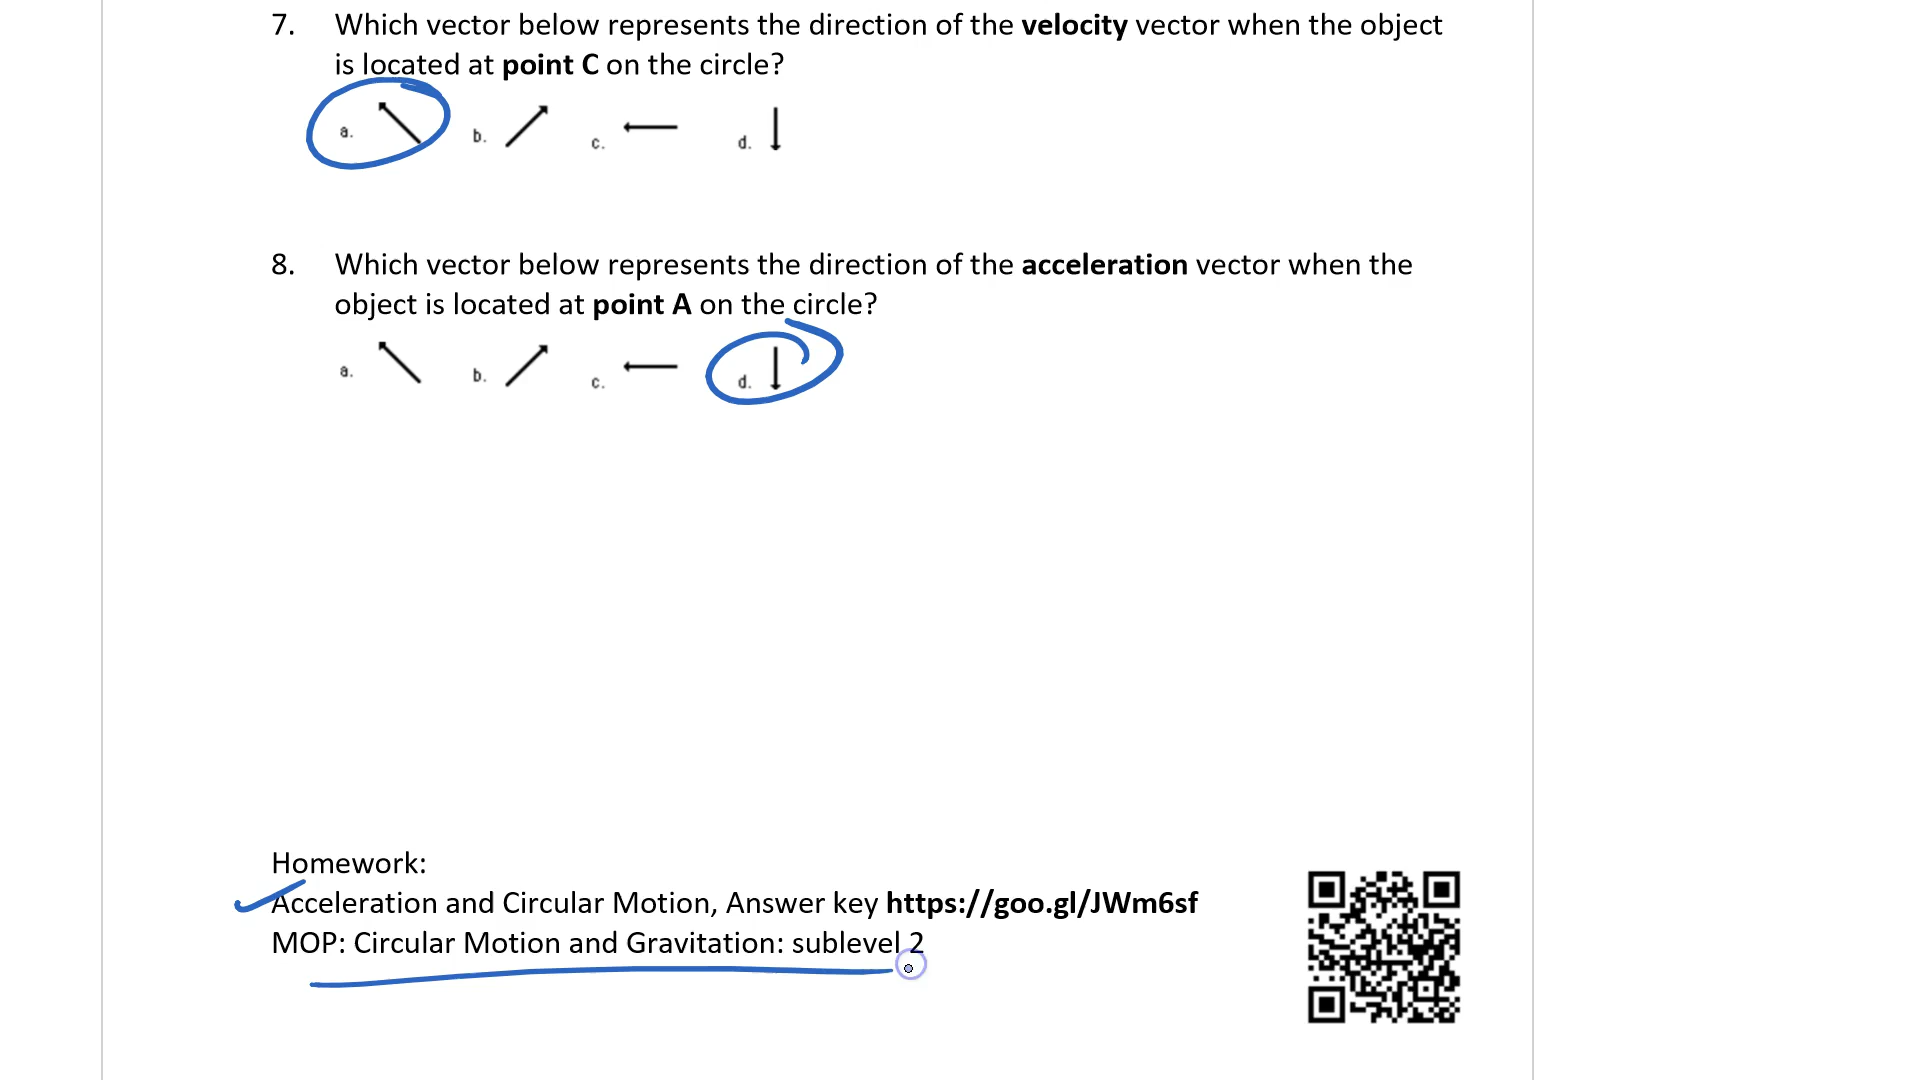 7. Which vector below represents the direction of the velocity vector when the object
is located at point C on the circle?
a. b. c. d.
8. Which vector below represents the direction of the acceleration vector when the
object is located at point A on the circle?
a. b. c. d.
Homework:
Acceleration and Circular Motion, Answer key https://goo.gl/JWm6sf
MOP: Circular Motion and Gravitation: sublevel 2